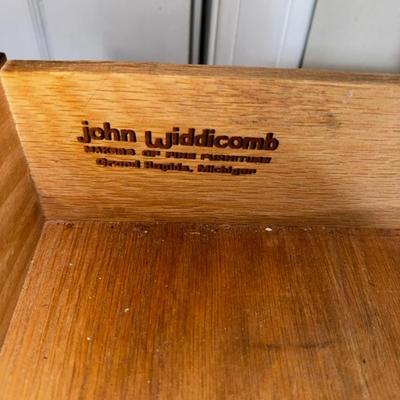 john widdicomb
MAKERS OF FINE FURNITURE
Grand Rapids, Michigan